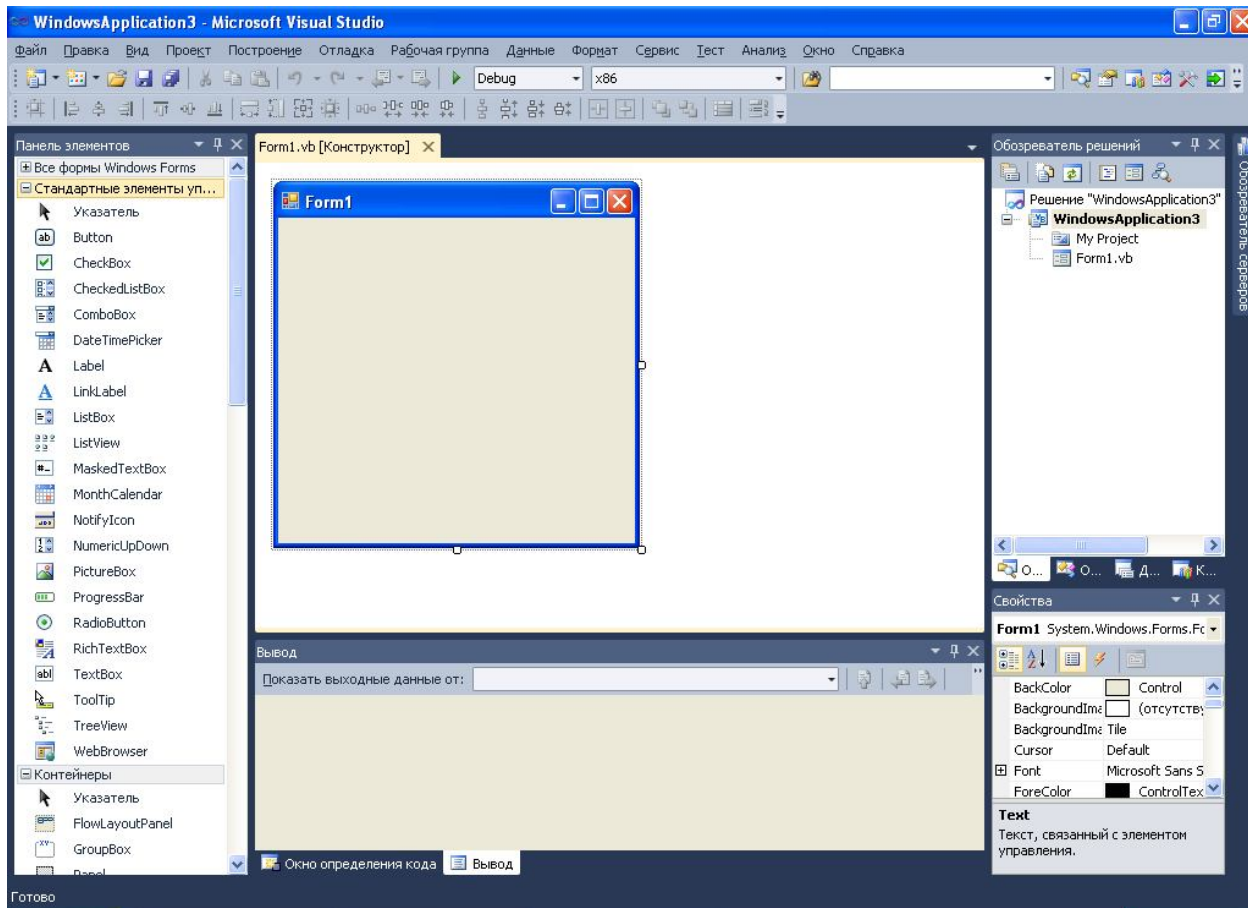 WindowsApplication3 - Microsoft Visual Studio
Файл Правка Вид Проект Построение Отладка Рабочая группа Данные Формат Сервис Тест Анализ Окно Справка
Debug x86
Панель элементов
Все формы Windows Forms
Стандартные элементы уп...
Указатель
Button
CheckBox
CheckedListBox
ComboBox
DateTimePicker
Label
LinkLabel
ListBox
ListView
MaskedTextBox
MonthCalendar
NotifyIcon
NumericUpDown
PictureBox
ProgressBar
RadioButton
RichTextBox
TextBox
ToolTip
TreeView
WebBrowser
Контейнеры
Указатель
FlowLayoutPanel
GroupBox
Panel
Form1.vb [Конструктор]
Form1
Вывод
Показать выходные данные от:
Окно определения кода Вывод
Обозреватель решений
Решение "WindowsApplication3"
WindowsApplication3
My Project
Form1.vb
О... О... Д... К...
Свойства
Form1 System.Windows.Forms.Fc
BackColor Control
BackgroundIma (отсутств
BackgroundIma Tile
Cursor Default
Font Microsoft Sans S
ForeColor ControlTex
Text
Текст, связанный с элементом
управления.
Обозреватель серверов
Готово